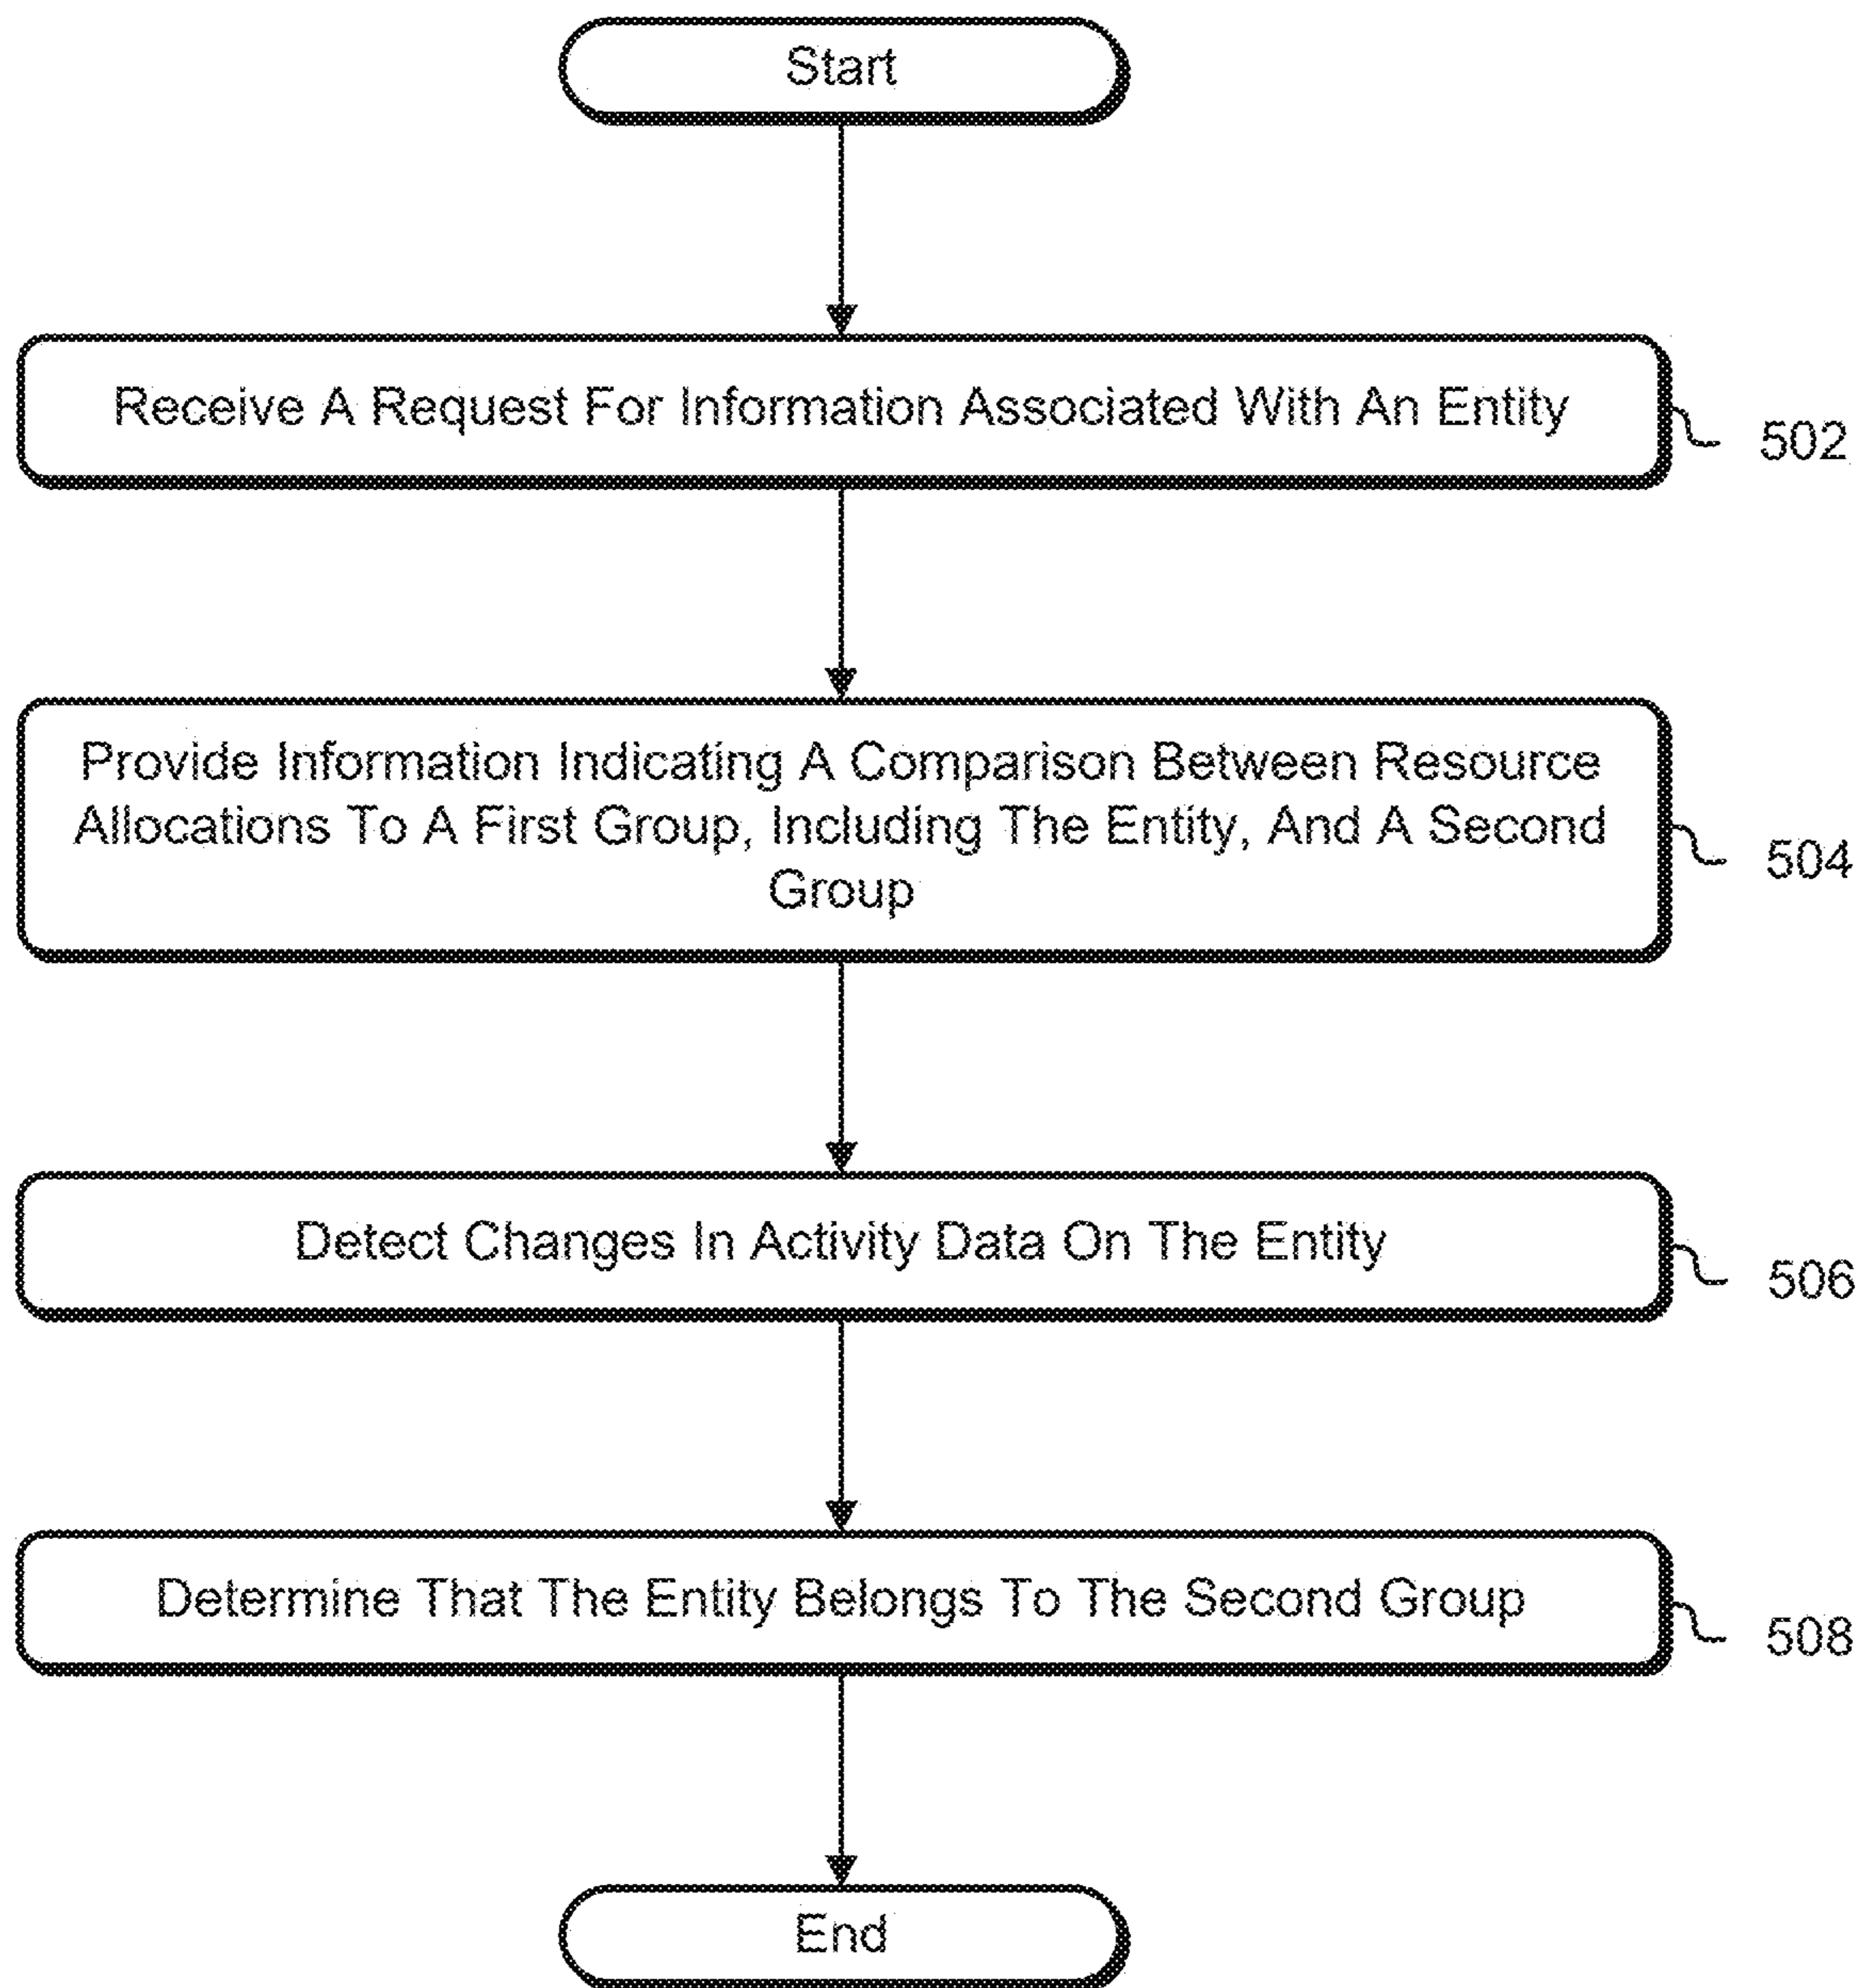 Start
Receive A Request For Information Associated With An Entity
502
Provide Information Indicating A Comparison Between Resource
Allocations To A First Group, Including The Entity, And A Second
Group
504
Detect Changes In Activity Data On The Entity
506
Determine That The Entity Belongs To The Second Group
508
End